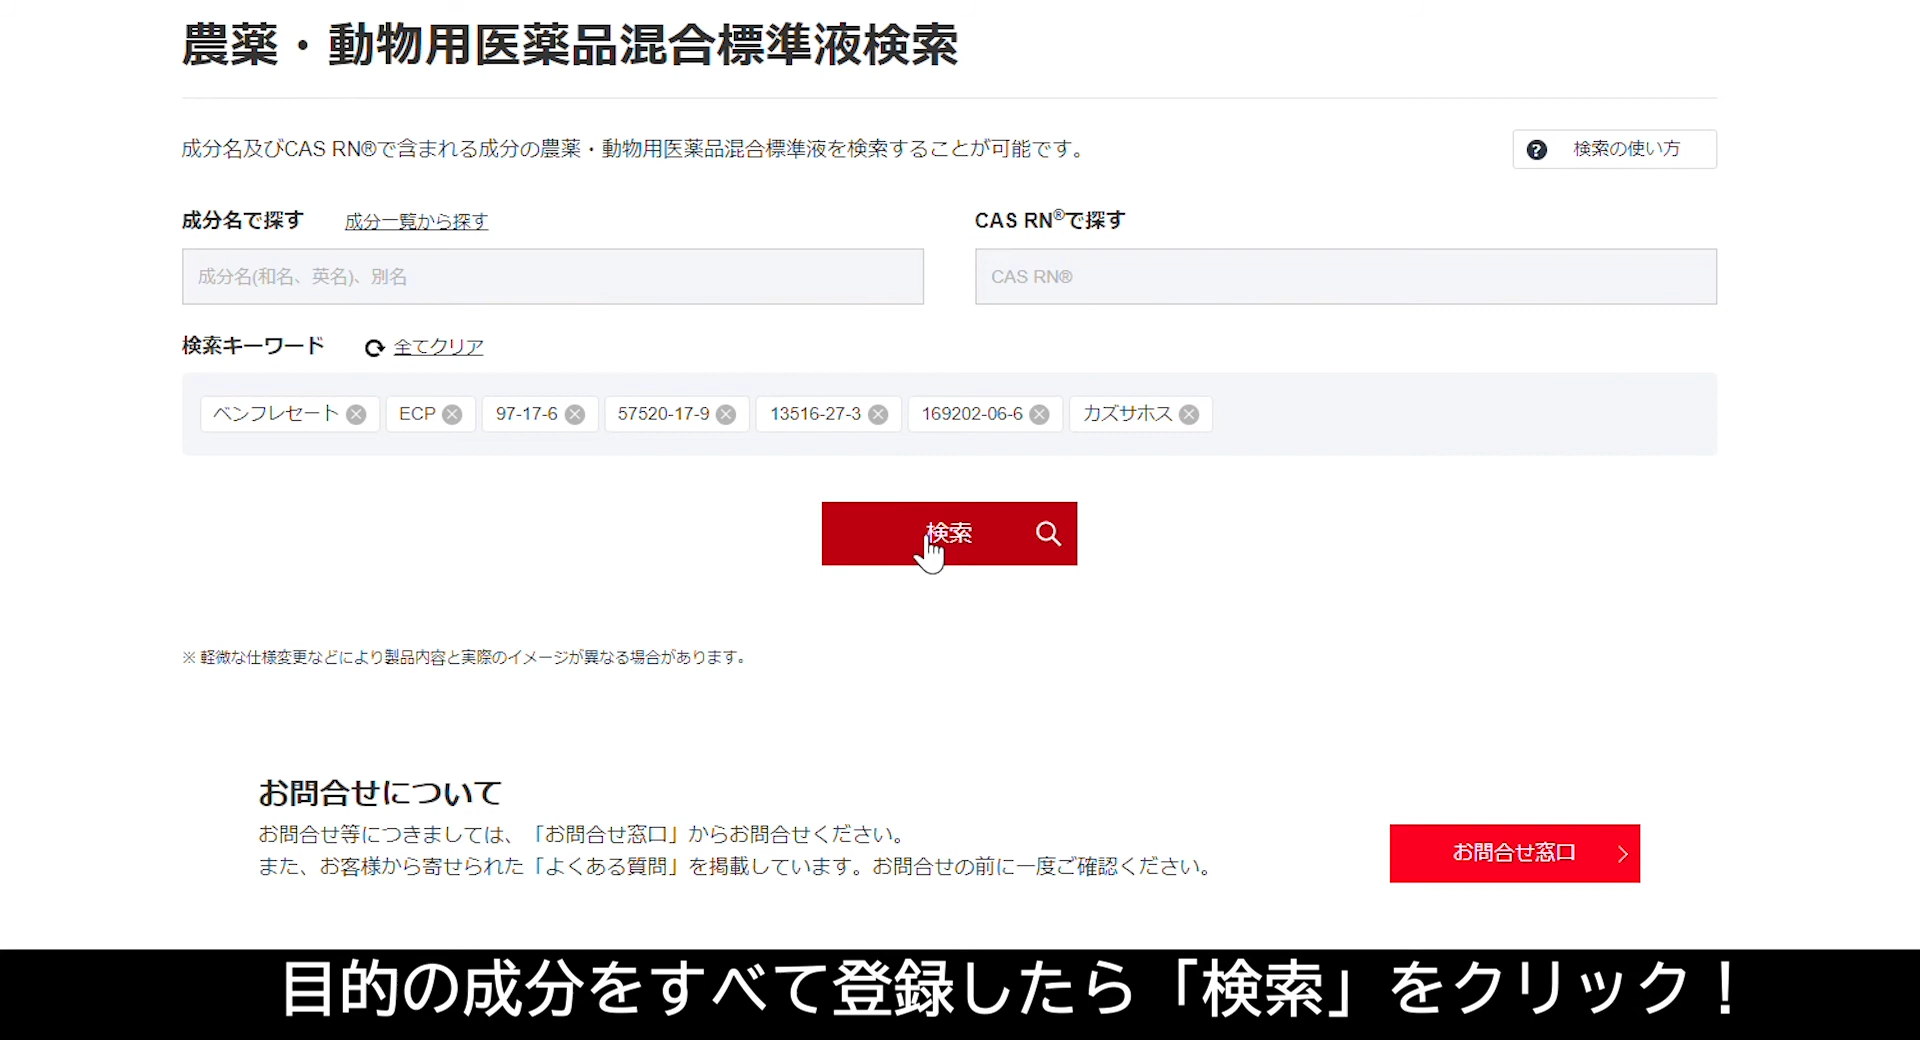 農薬・動物用医薬品混合標準液検索
成分名及びCAS RN®で含まれる成分の農薬・動物用医薬品混合標準液を検索することが可能です。
検索の使い方
成分名で探す 成分一覧から探す
CAS RN®で探す
成分名(和名、英名)、別名
CAS RN®
検索キーワード 全てクリア
ベンフレセート ECP 97-17-6 57520-17-9 13516-27-3 169202-06-6 カズサホス
検索
※ 軽微な仕様変更などにより製品内容と実際のイメージが異なる場合があります。
お問合せについて
お問合せ等につきましては、「お問合せ窓口」からお問合せください。
また、お客様から寄せられた「よくある質問」を掲載しています。お問合せの前に一度ご確認ください。
お問合せ窓口
目的の成分をすべて登録したら「検索」をクリック！